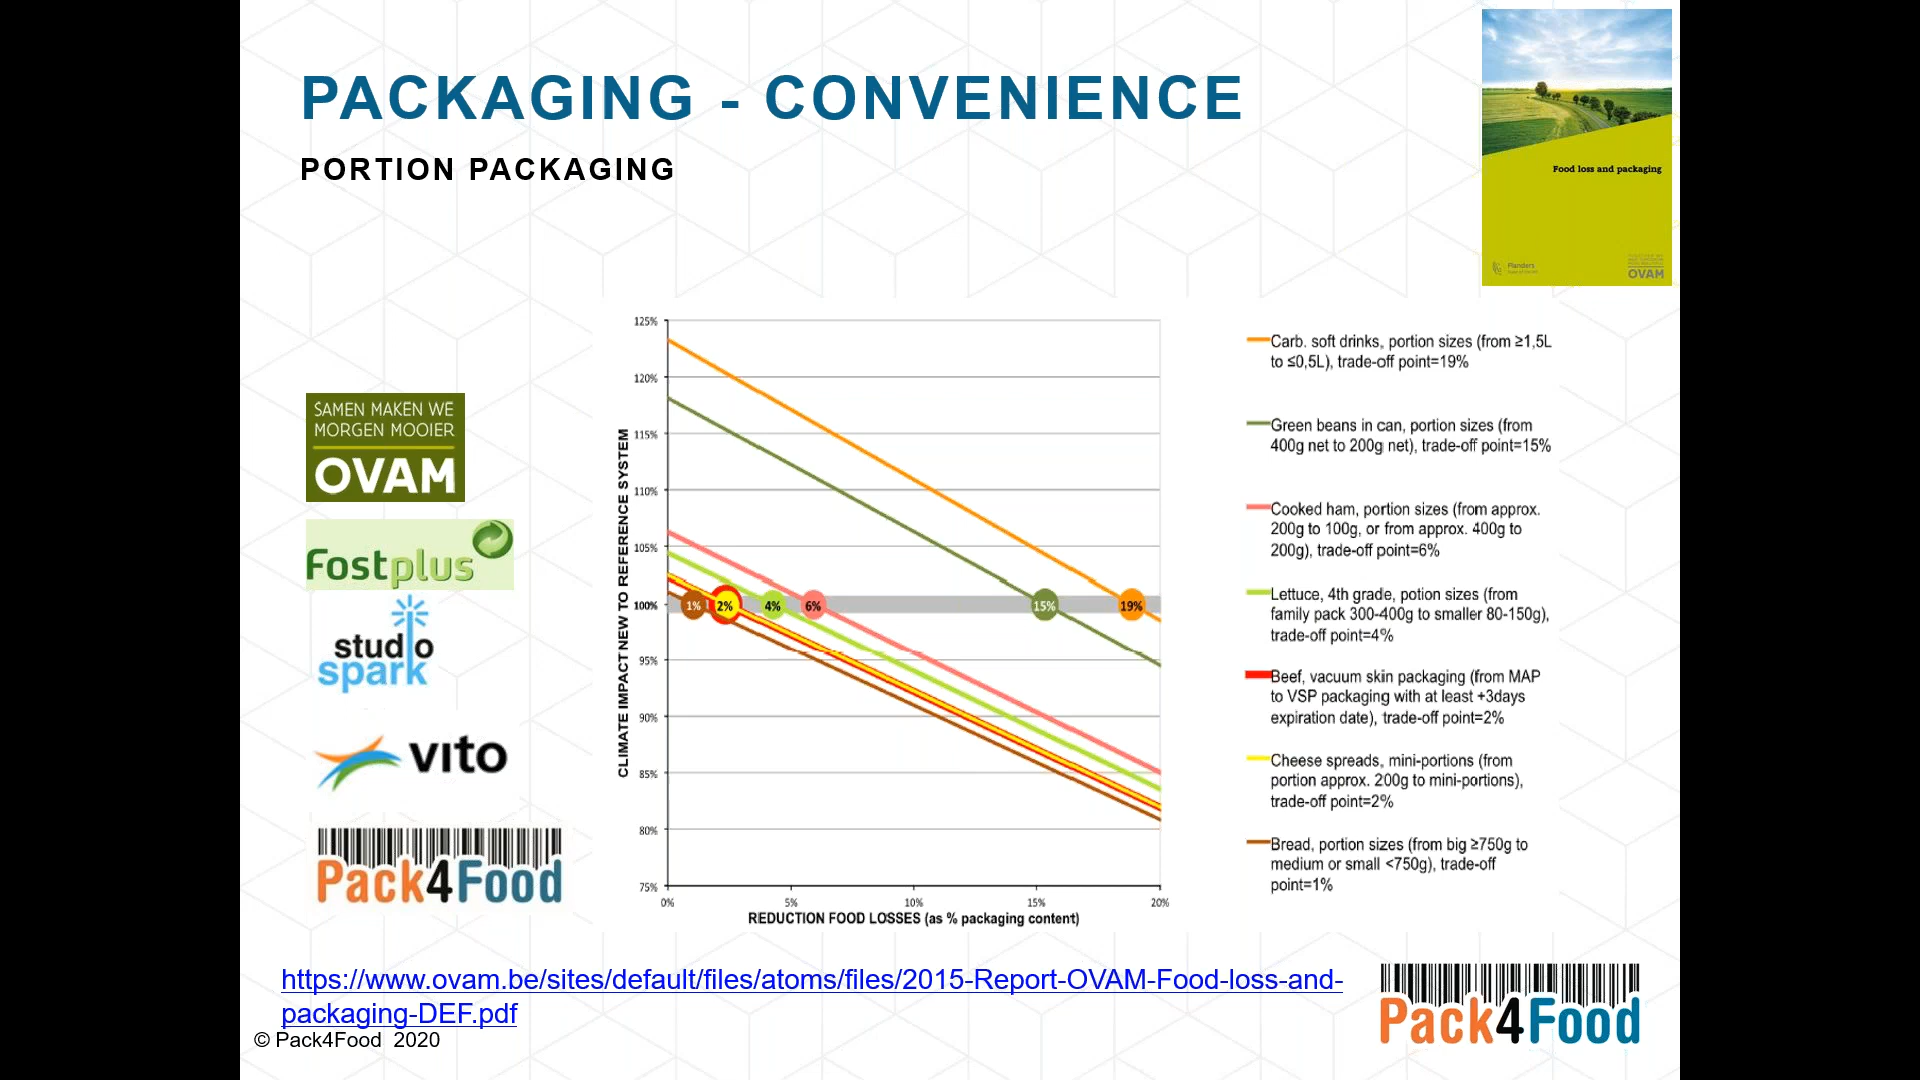 PACKAGING - CONVENIENCE
PORTION PACKAGING
Food loss and packaging
Flanders
OVAM
SAMEN MAKEN WE
MORGEN MOOIER
OVAM
Fostplus
studio
spark
vito
Pack4Food
CLIMATE IMPACT NEW TO REFERENCE SYSTEM
125%
120%
115%
110%
105%
100%
95%
90%
85%
80%
75%
1%
2%
4%
6%
15%
19%
0%
5%
10%
15%
20%
REDUCTION FOOD LOSSES (as % packaging content)
Carb. soft drinks, portion sizes (from ≥1,5L
to ≤0,5L), trade-off point=19%
Green beans in can, portion sizes (from
400g net to 200g net), trade-off point=15%
Cooked ham, portion sizes (from approx.
200g to 100g, or from approx. 400g to
200g), trade-off point=6%
Lettuce, 4th grade, potion sizes (from
family pack 300-400g to smaller 80-150g),
trade-off point=4%
Beef, vacuum skin packaging (from MAP
to VSP packaging with at least +3days
expiration date), trade-off point=2%
Cheese spreads, mini-portions (from
portion approx. 200g to mini-portions),
trade-off point=2%
Bread, portion sizes (from big ≥750g to
medium or small <750g), trade-off
point=1%
https://www.ovam.be/sites/default/files/atoms/files/2015-Report-OVAM-Food-loss-and-
packaging-DEF.pdf
© Pack4Food 2020
Pack4Food